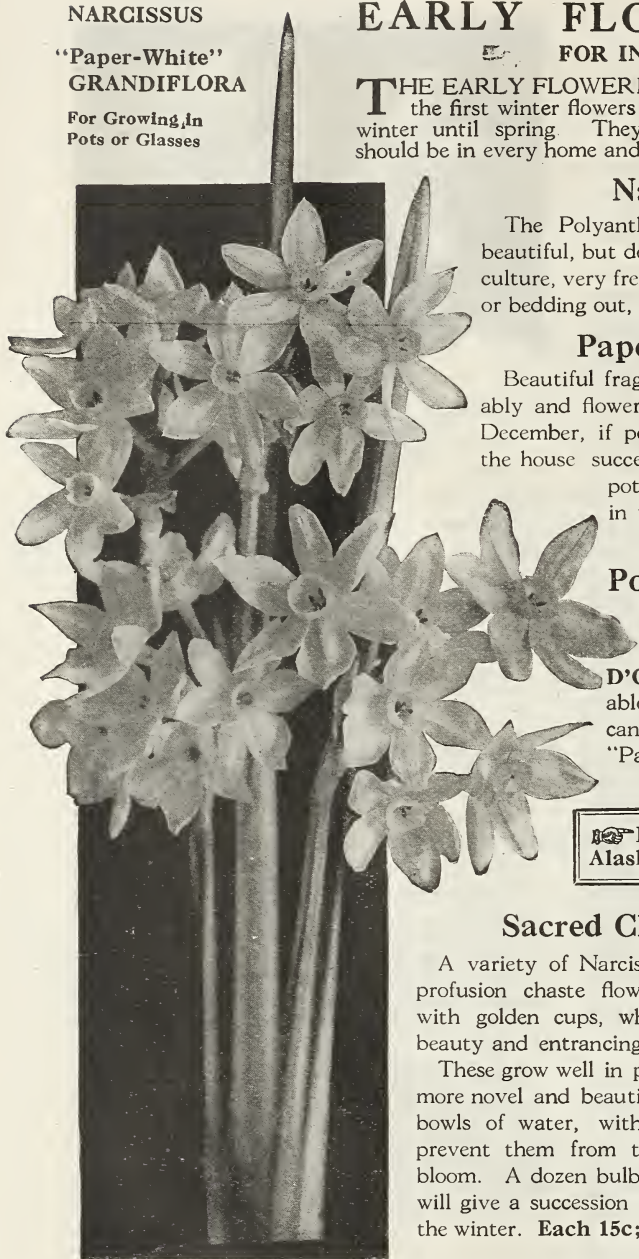 NARCISSUS
"Paper-White"
GRANDIFLORA
For Growing in
Pots or Glasses
EARLY FLO
FOR IN
THE EARLY FLOWERI
the first winter flowers
winter until spring. They
should be in every home and
Na
The Polyanth
beautiful, but de
culture, very fre
or bedding out,
Pape
Beautiful frag
ably and flower
December, if po
the house succe
pot
in
Po
D'O
able
can
"Pa
Alask
Sacred C
A variety of Narcis
profusion chaste flow
with golden cups, wh
beauty and entrancing
These grow well in p
more novel and beauti
bowls of water, with
prevent them from t
bloom. A dozen bulb
will give a succession
the winter. Each 15c;